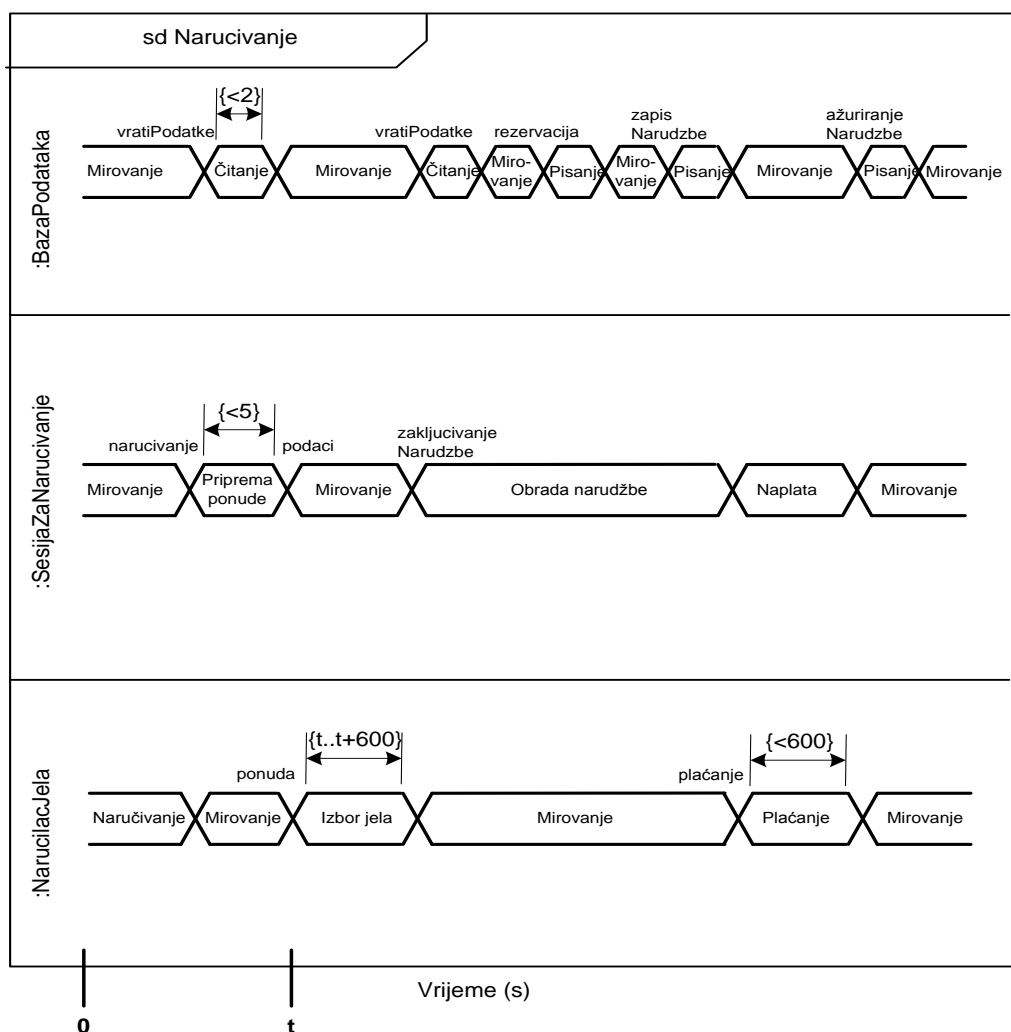 sd Narucivanje
{<2}
vratiPodatke
vratiPodatke
rezervacija
zapis
Narudzbe
ažuriranje
Narudzbe
:BazaPodataka
Mirovanje
Čitanje
Mirovanje
Čitanje
Miro-
vanje
Pisanje
Miro-
vanje
Pisanje
Mirovanje
Pisanje
Mirovanje
{<5}
narucivanje
podaci
zakljucivanje
Narudzbe
:SesijaZaNarucivanje
Mirovanje
Priprema
ponude
Mirovanje
Obrada narudžbe
Naplata
Mirovanje
{t..t+600}
{<600}
ponuda
plaćanje
:NarucilacJela
Naručivanje
Mirovanje
Izbor jela
Mirovanje
Plaćanje
Mirovanje
Vrijeme (s)
0
t